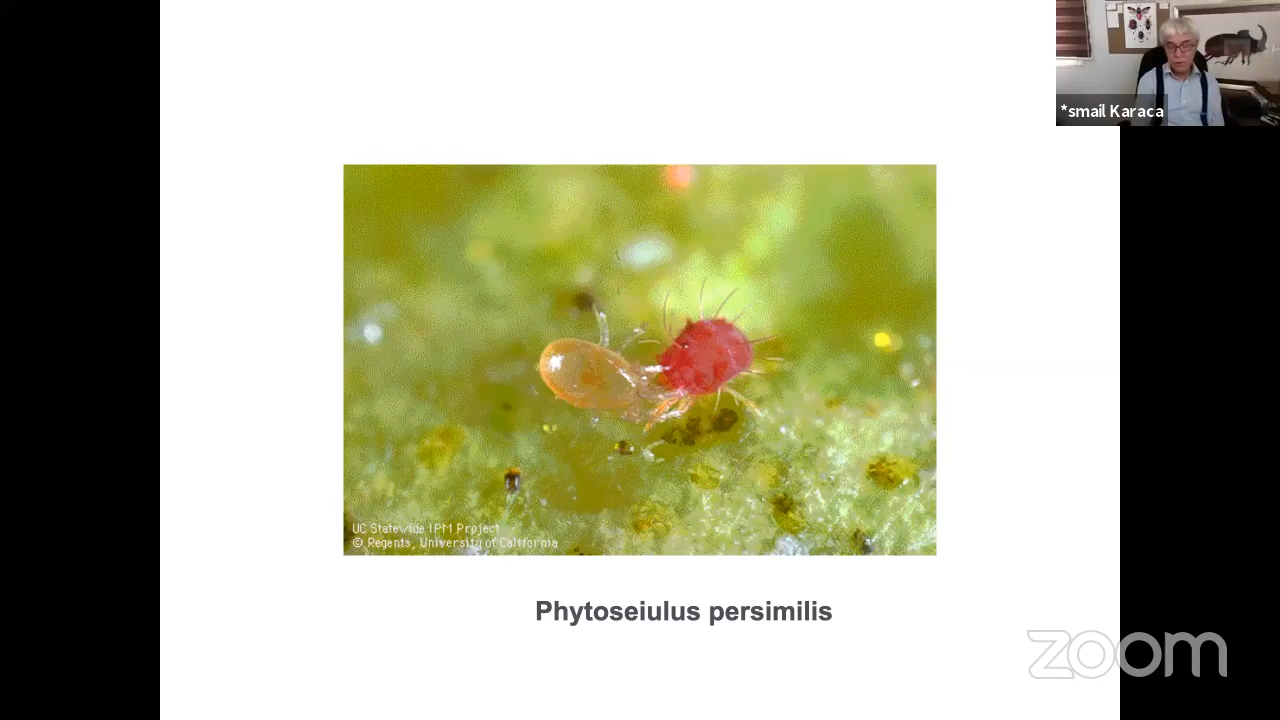 *smail Karaca
UC Statewide IPM Project
© Regents, University of California
Phytoseiulus persimilis
zoom